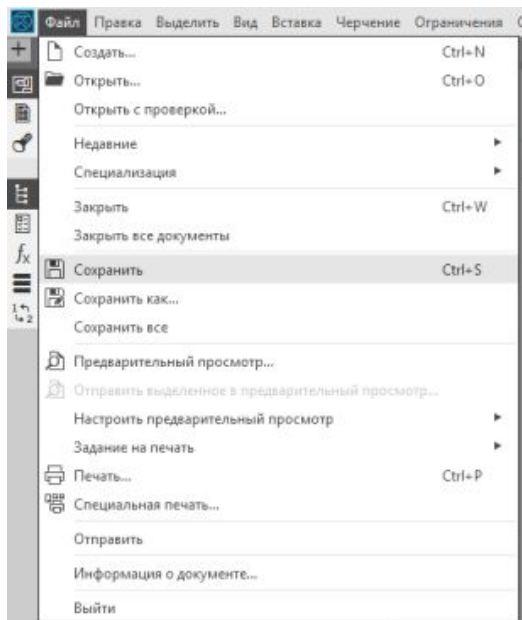 Файл Правка Выделить Вид Вставка Черчение Ограничения
Создать... Ctrl+N
Открыть... Ctrl+O
Открыть с проверкой...
Недавние
Специализация
Закрыть Ctrl+W
Закрыть все документы
Сохранить Ctrl+S
Сохранить как...
Сохранить все
Предварительный просмотр...
Отправить выделенное в предварительный просмотр...
Настроить предварительный просмотр
Задание на печать
Печать... Ctrl+P
Специальная печать...
Отправить
Информация о документе...
Выйти